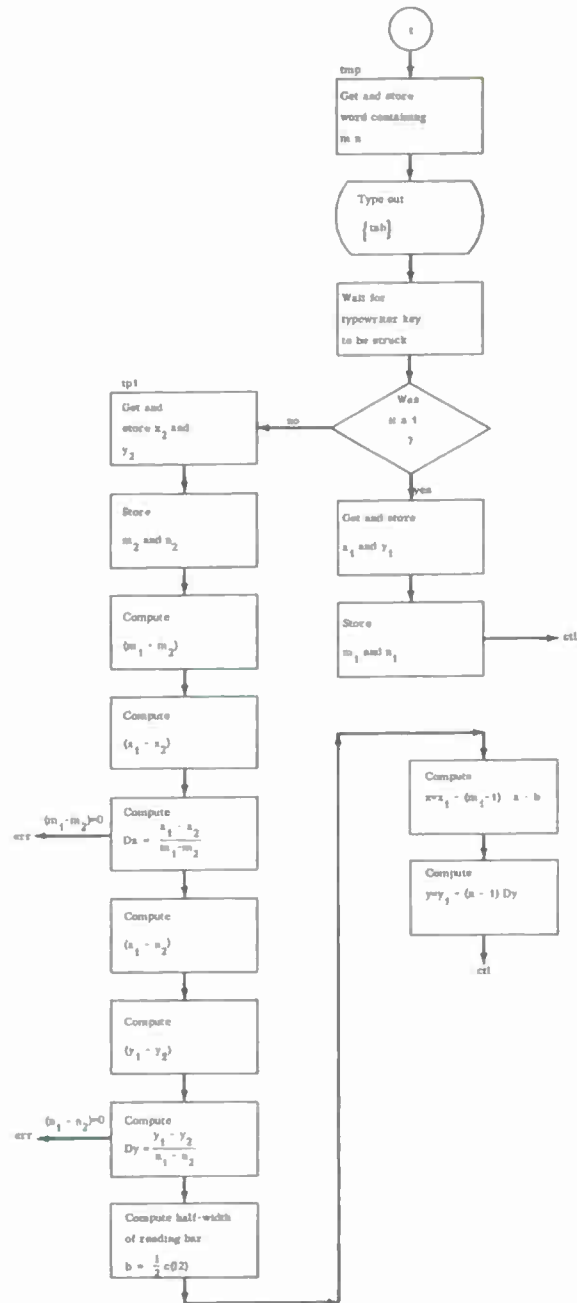 t
tmp
Get and store
word containing
m n
Type out
{tab}
Wait for
typewriter key
to be struck
Was
it a 1
?
no
yes
tp1
Get and
store x₂ and
y₂
Get and store
x₁ and y₁
Store
m₂ and n₂
Store
m₁ and n₁
ctl
Compute
(m₁ - m₂)
Compute
(x₁ - x₂)
(m₁-m₂)=0
err
Compute
Dx = x₁ - x₂ / m₁-m₂
Compute
(n₁ - n₂)
Compute
(y₁ - y₂)
(n₁ - n₂)=0
err
Compute
Dy = y₁ - y₂ / n₁ - n₂
Compute half-width
of reading bar
b = 1/2 c(12)
Compute
x=x₁ - (m₁-1) - b
Compute
y=y₁ - (n - 1) Dy
ctl